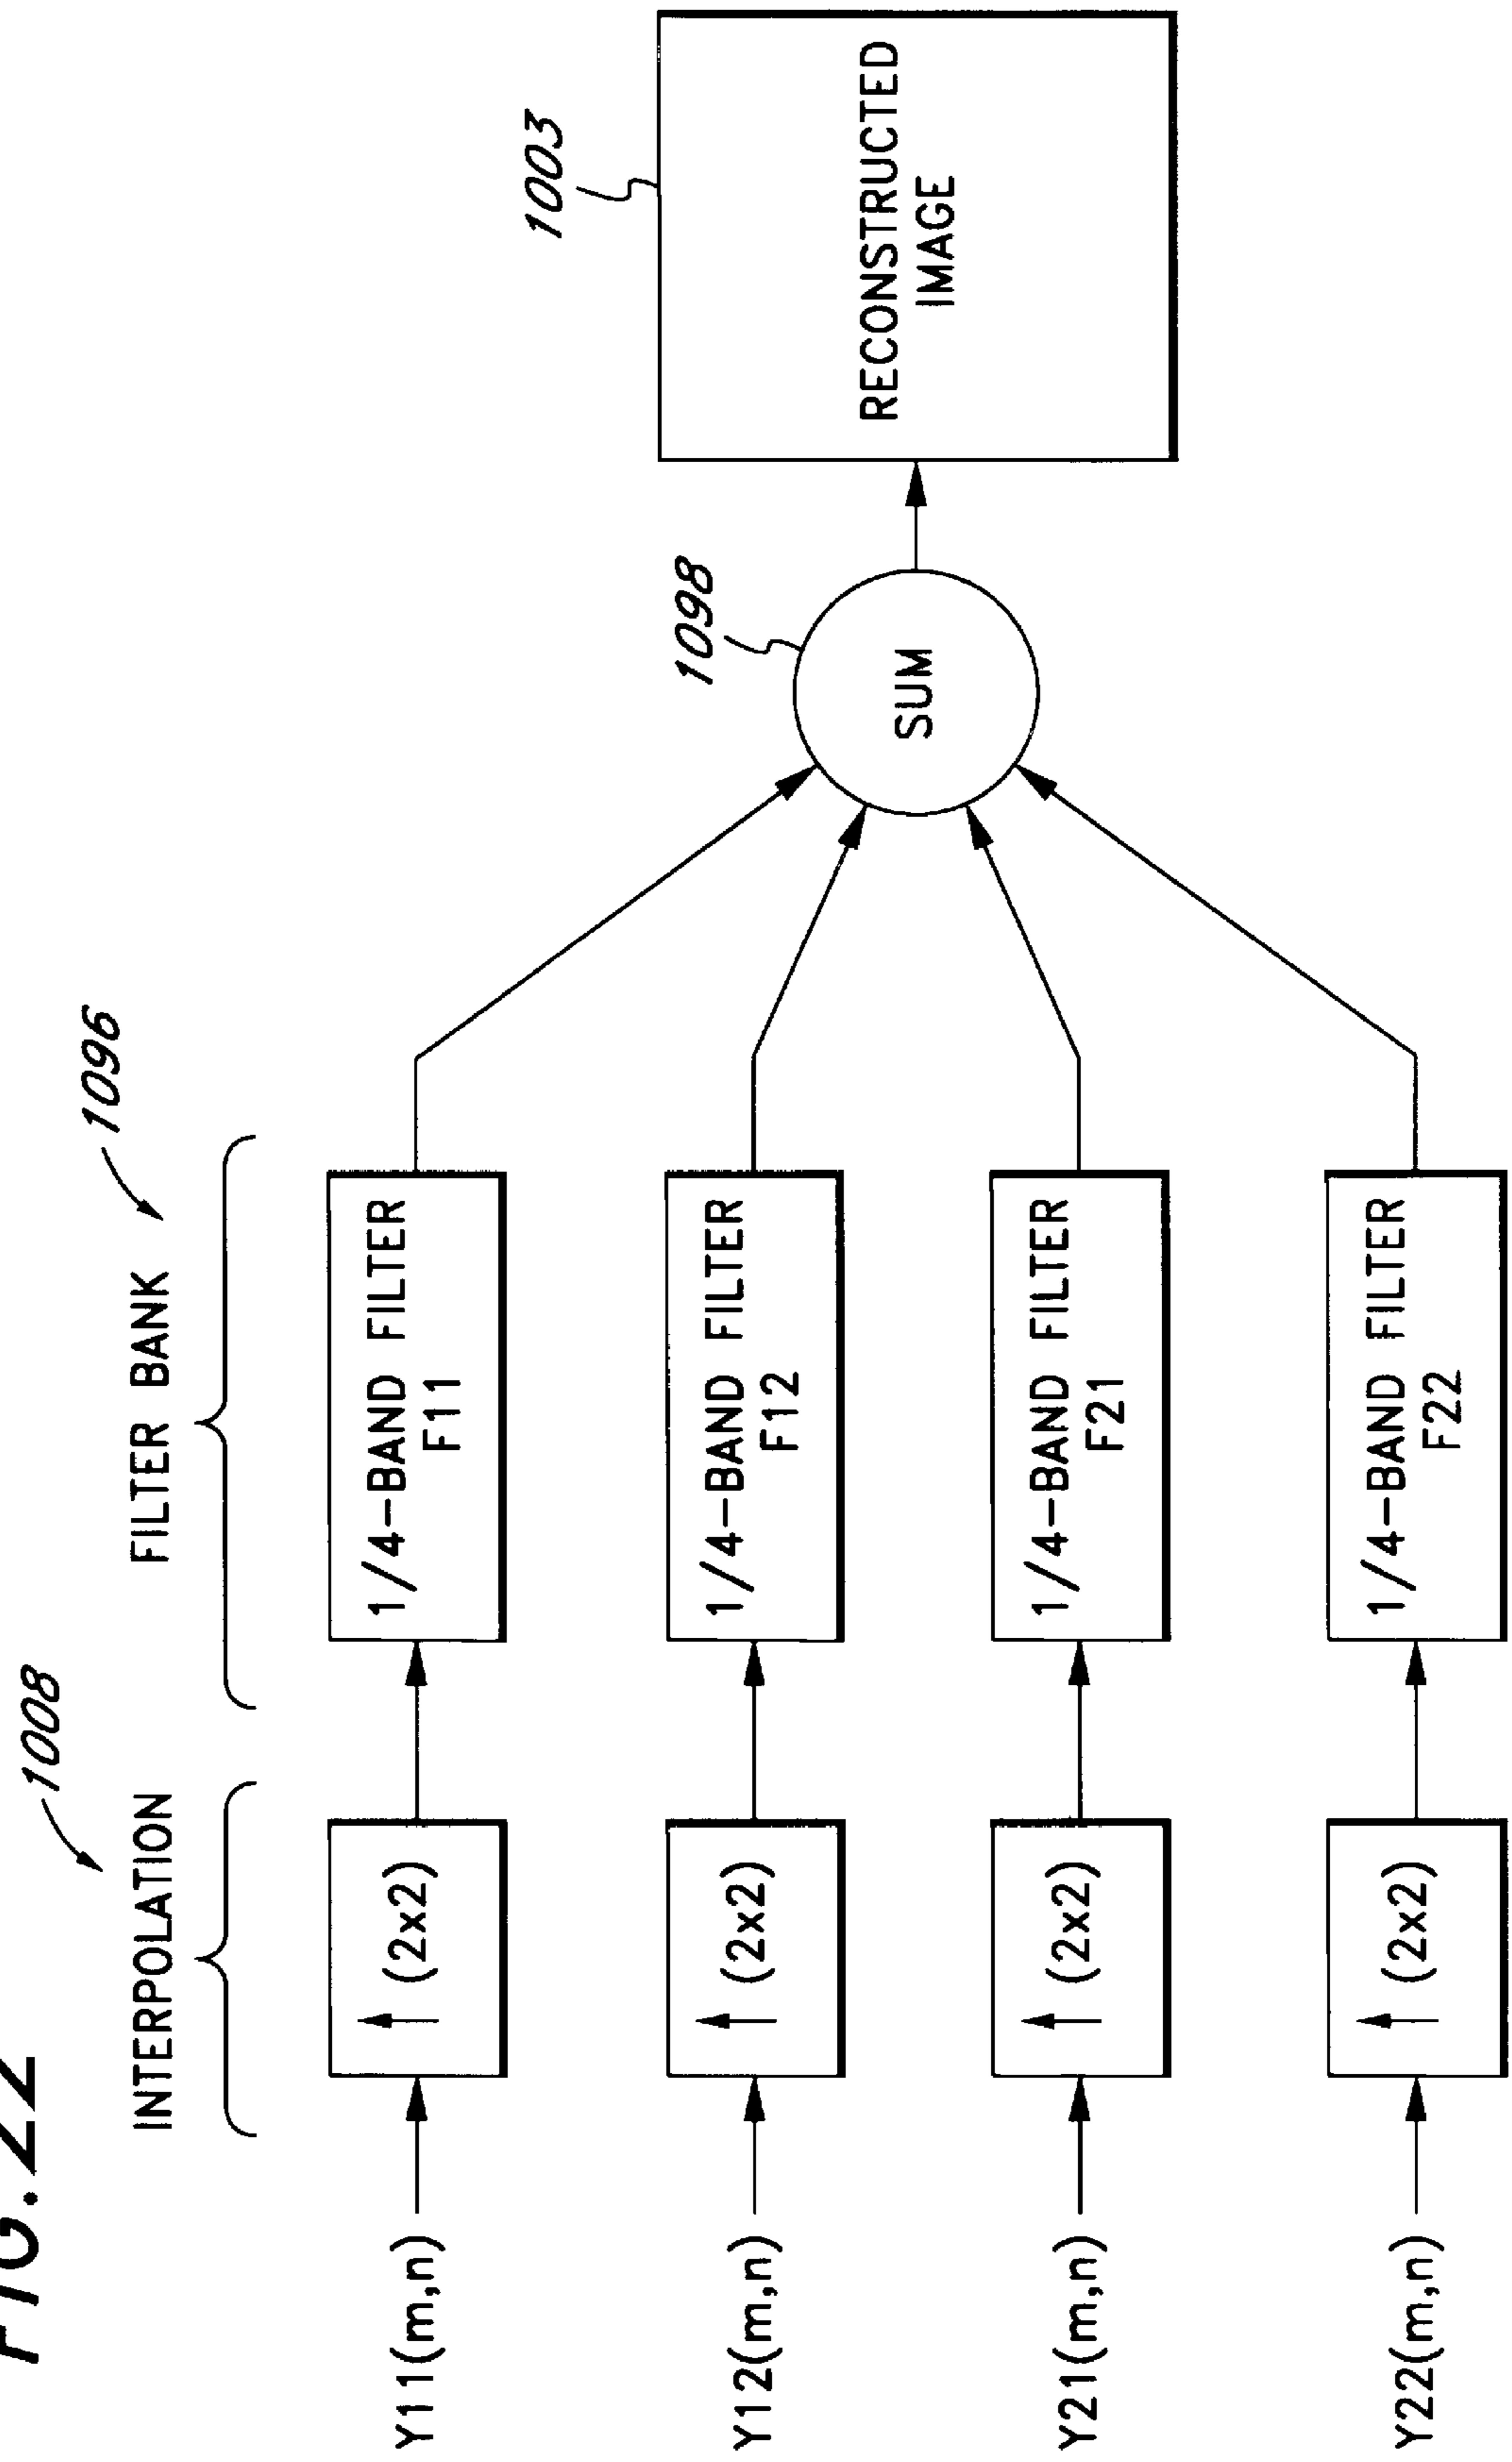 FIG. 22
1008
1096
INTERPOLATION
FILTER BANK
1003
1098
Y11(m,n)
↑ (2x2)
1/4-BAND FILTER
F11
Y12(m,n)
↑ (2x2)
1/4-BAND FILTER
F12
SUM
RECONSTRUCTED
IMAGE
Y21(m,n)
↑ (2x2)
1/4-BAND FILTER
F21
Y22(m,n)
↑ (2x2)
1/4-BAND FILTER
F22